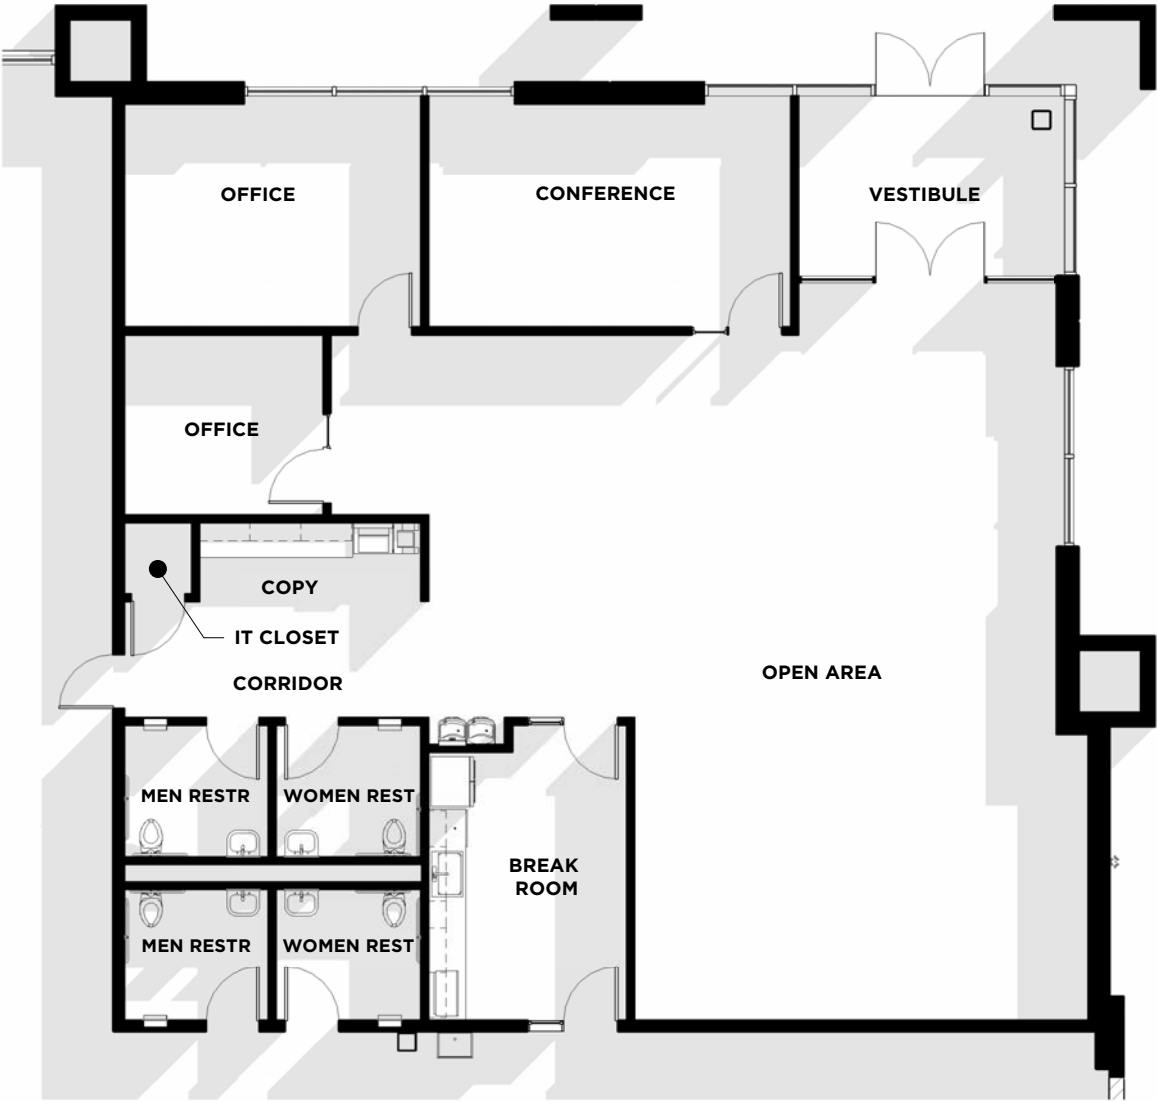 OFFICE
CONFERENCE
VESTIBULE
OFFICE
COPY
IT CLOSET
CORRIDOR
OPEN AREA
MEN RESTR
WOMEN REST
BREAK
ROOM
MEN RESTR
WOMEN REST